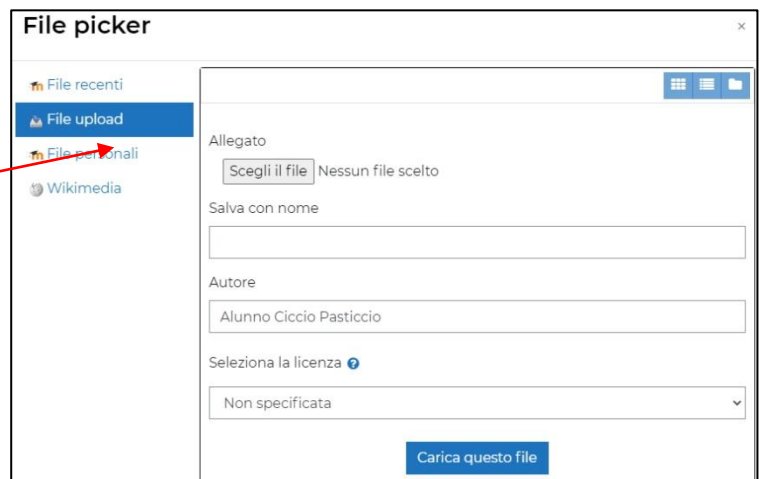 File picker
×
File recenti
File upload
File personali
Wikimedia
Allegato
Scegli il file Nessun file scelto
Salva con nome
Autore
Alunno Ciccio Pasticcio
Seleziona la licenza ?
Non specificata
Carica questo file